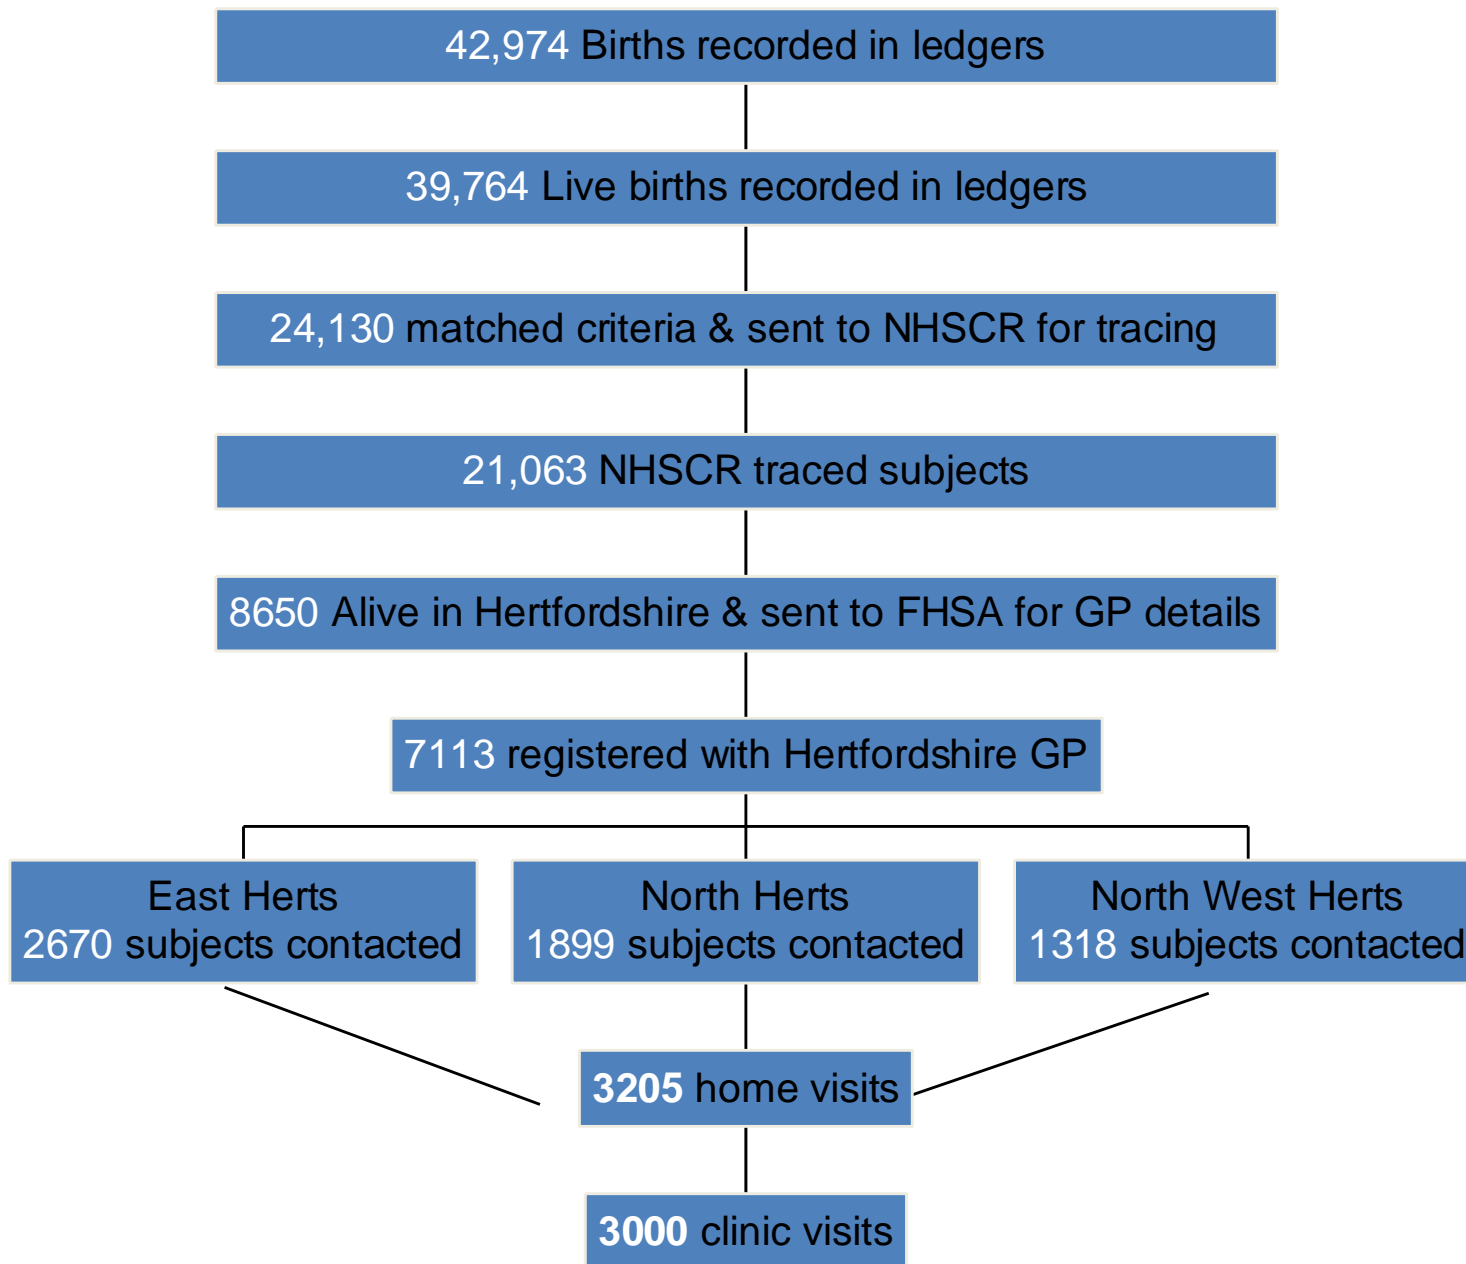 42,974 Births recorded in ledgers
39,764 Live births recorded in ledgers
24,130 matched criteria & sent to NHSCR for tracing
21,063 NHSCR traced subjects
8650 Alive in Hertfordshire & sent to FHSA for GP details
7113 registered with Hertfordshire GP
East Herts
2670 subjects contacted
North Herts
1899 subjects contacted
North West Herts
1318 subjects contacted
3205 home visits
3000 clinic visits